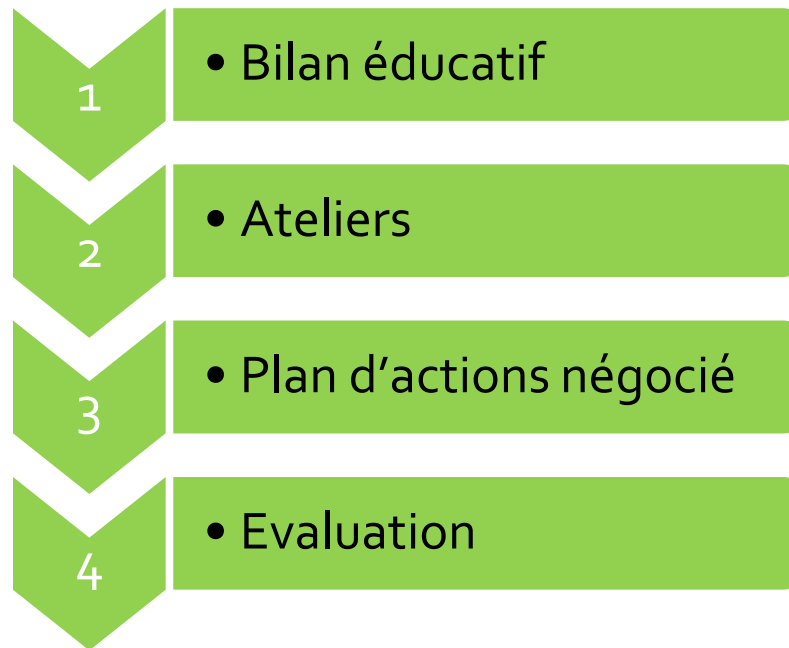 1
• Bilan éducatif
2
• Ateliers
3
• Plan d’actions négocié
4
• Evaluation